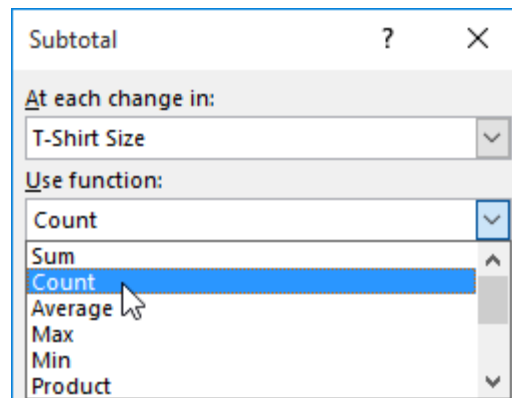 Subtotal ?
At each change in:
T-Shirt Size
Use function:
Count
Sum
Count
Average
Max
Min
Product